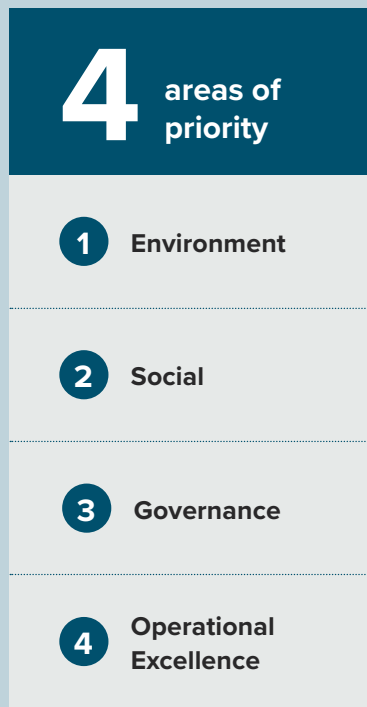 4
areas of
priority
1 Environment
2 Social
3 Governance
4 Operational
Excellence